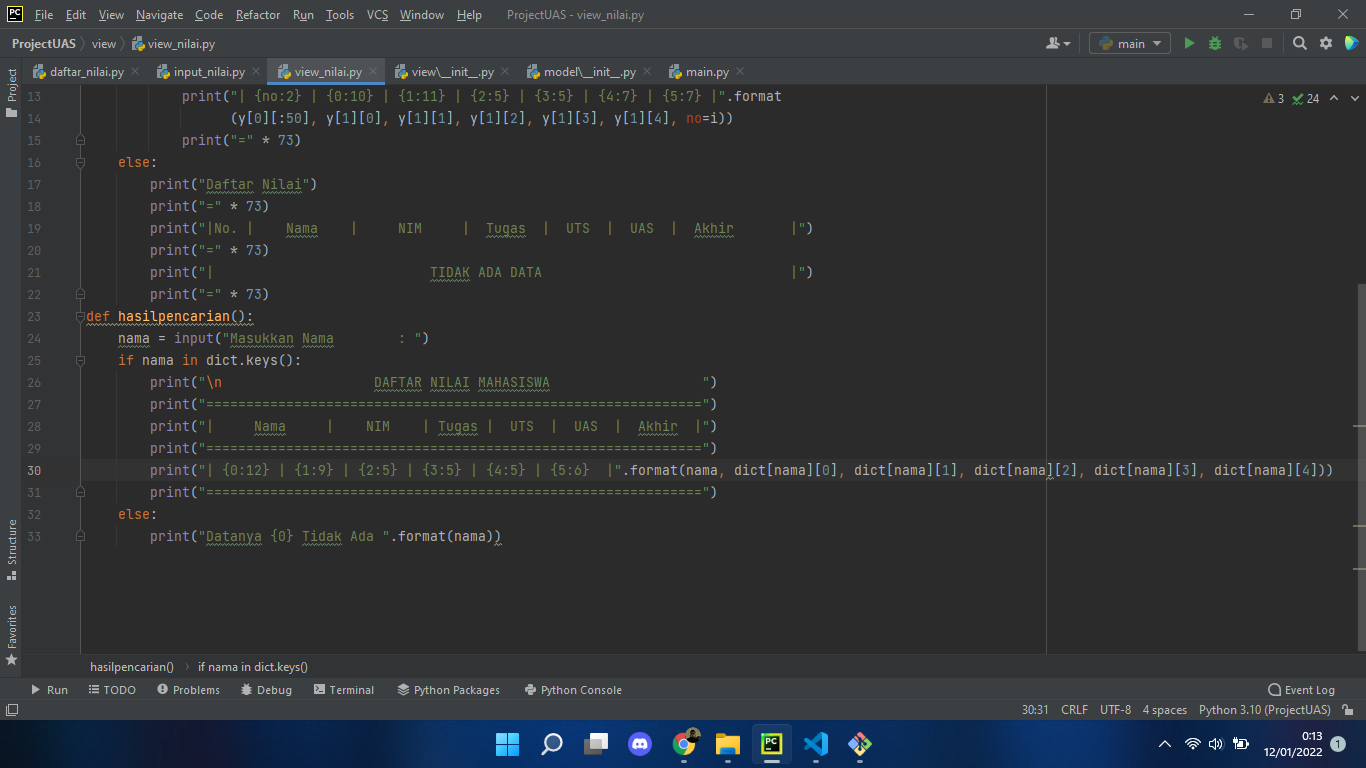 PC File Edit View Navigate Code Refactor Run Tools VCS Window Help ProjectUAS - view_nilai.py
ProjectUAS view view_nilai.py main
daftar_nilai.py input_nilai.py view_nilai.py view\__init__.py model\__init__.py main.py
Project
3 24
13 print("| {no:2} | {0:10} | {1:11} | {2:5} | {3:5} | {4:7} | {5:7} |".format
14 (y[0][:50], y[1][0], y[1][1], y[1][2], y[1][3], y[1][4], no=i))
15 print("=" * 73)
16 else:
17 print("Daftar Nilai")
18 print("=" * 73)
19 print("|No. |    Nama    |     NIM     |  Tugas  |  UTS  |  UAS  |  Akhir       |")
20 print("=" * 73)
21 print("|                           TIDAK ADA DATA                               |")
22 print("=" * 73)
23 def hasilpencarian():
24 nama = input("Masukkan Nama        : ")
25 if nama in dict.keys():
26 print("\n                   DAFTAR NILAI MAHASISWA                   ")
27 print("==============================================================")
28 print("|     Nama     |    NIM    | Tugas |  UTS  |  UAS  |  Akhir  |")
29 print("==============================================================")
30 print("| {0:12} | {1:9} | {2:5} | {3:5} | {4:5} | {5:6}  |".format(nama, dict[nama][0], dict[nama][1], dict[nama][2], dict[nama][3], dict[nama][4]))
31 print("==============================================================")
32 else:
33 print("Datanya {0} Tidak Ada ".format(nama))
Structure
Favorites
hasilpencarian() if nama in dict.keys()
Run TODO Problems Debug Terminal Python Packages Python Console Event Log
30:31 CRLF UTF-8 4 spaces Python 3.10 (ProjectUAS)
PC
0:13
12/01/2022
1